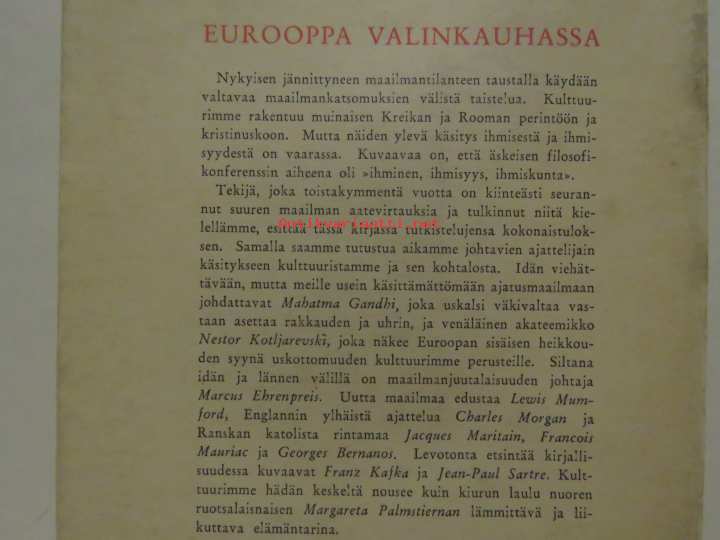 EUROOPPA VALINKAUHASSA
Nykyisen jännittyneen maailmantilanteen taustalla käydään
valtavaa maailmankatsomuksien välistä taistelua. Kulttuu-
rimme rakentuu muinaisen Kreikan ja Rooman perintöön ja
kristinuskoon. Mutta näiden ylevä käsitys ihmisestä ja ihmi-
syydestä on vaarassa. Kuvaavaa on, että äskeisen filosofi-
konferenssin aiheena oli »ihminen, ihmisyys, ihmiskunta».
Tekijä, joka toistakymmentä vuotta on kiinteästi seuran-
nut suuren maailman aatevirtauksia ja tulkinnut niitä kie-
lellämme, esittää tässä kirjassa tutkistelujensa kokonaistulok-
sen. Samalla saamme tutustua aikamme johtavien ajattelijain
käsitykseen kulttuuristamme ja sen kohtalosta. Idän viehät-
tävään, mutta meille usein käsittämättömään ajatusmaailmaan
johdattavat Mahatma Gandhi, joka uskalsi väkivaltaa vas-
taan asettaa rakkauden ja uhrin, ja venäläinen akateemikko
Nestor Kotljarevski, joka näkee Euroopan sisäisen heikkou-
den syynä uskottomuuden kulttuurimme perusteille. Siltana
idän ja lännen välillä on maailmanjuutalaisuuden johtaja
Marcus Ehrenpreis. Uutta maailmaa edustaa Lewis Mum-
ford, Englannin ylhäistä ajattelua Charles Morgan ja
Ranskan katolista rintamaa Jacques Maritain, Francois
Mauriac ja Georges Bernanos. Levotonta etsintää kirjalli-
suudessa kuvaavat Franz Kafka ja Jean-Paul Sartre. Kult-
tuurimme hädän keskeltä nousee kuin kiurun laulu nuoren
ruotsalaisnaisen Margareta Palmstiernan lämmittävä ja lii-
kuttava elämäntarina.